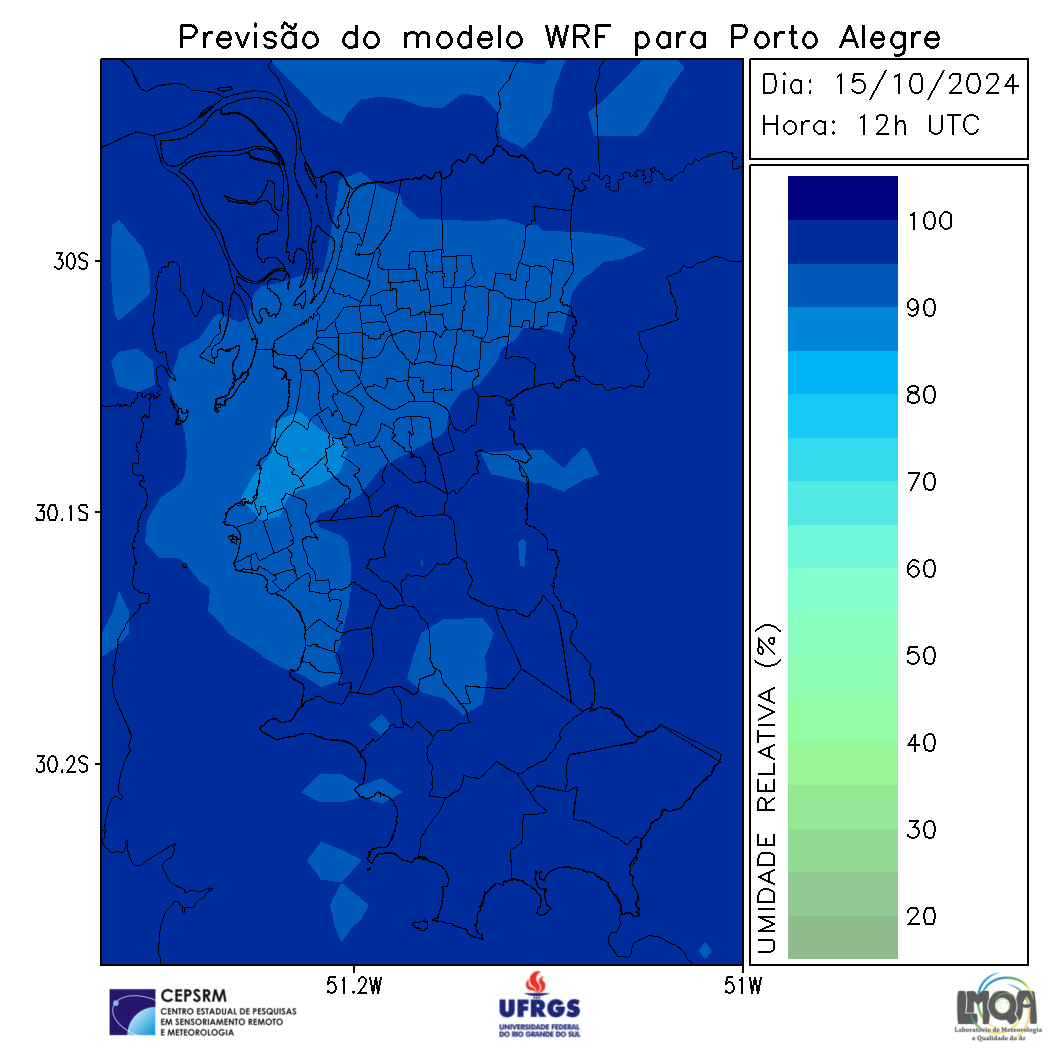 Previsão do modelo WRF para Porto Alegre
Dia: 15/10/2024
Hora: 12h UTC
100
90
80
70
60
50
40
30
20
UMIDADE RELATIVA (%)
30S
30.1S
30.2S
51.2W
51W
CEPSRM
CENTRO ESTADUAL DE PESQUISAS
EM SENSORIAMENTO REMOTO
E METEOROLOGIA
UFRGS
UNIVERSIDADE FEDERAL
DO RIO GRANDE DO SUL
LMQA
Laboratório de Meteorologia
e Qualidade do Ar